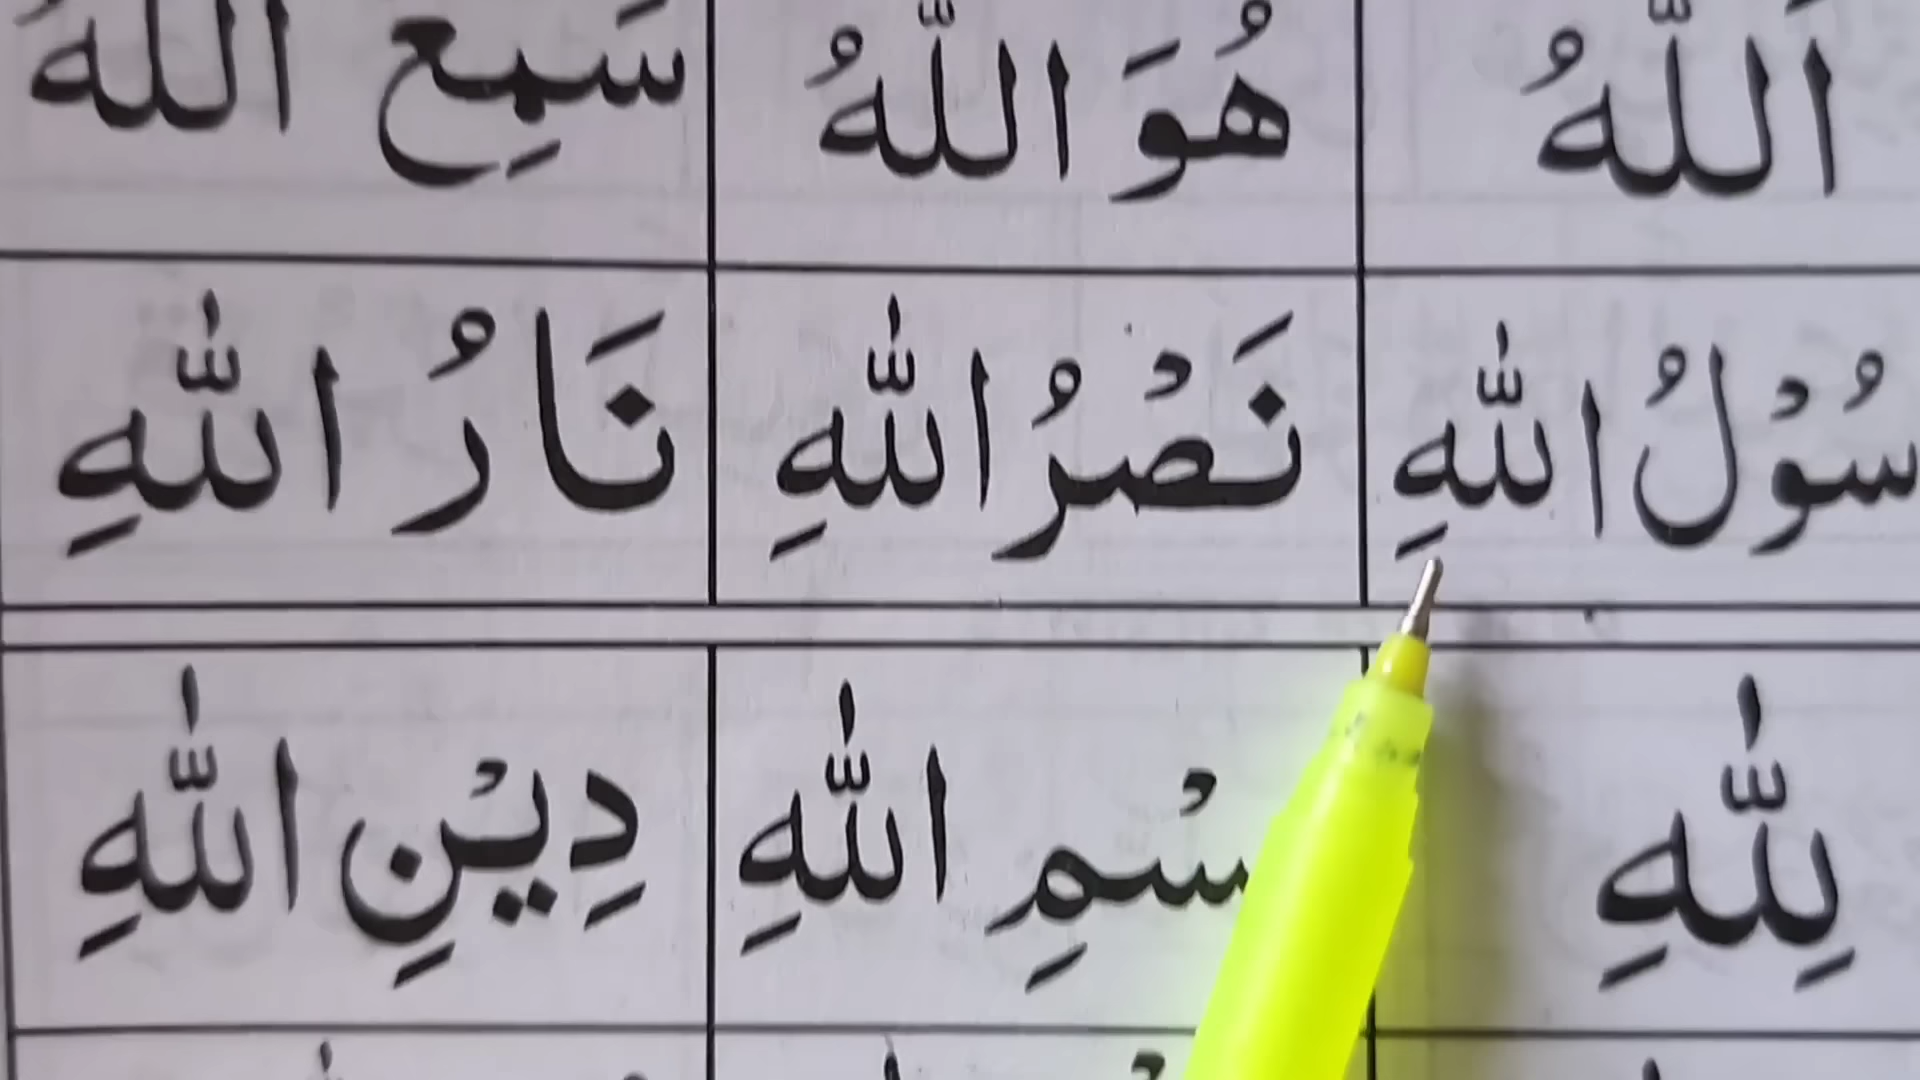 اَللّٰهُ هُوَ اللّٰهُ سَمِعَ اللّٰهُ
سُوْلُ اللّٰهِ نَصْرُ اللّٰهِ نَارُ اللّٰهِ
لِلّٰهِ سْمِ اللّٰهِ دِيْنِ اللّٰهِ